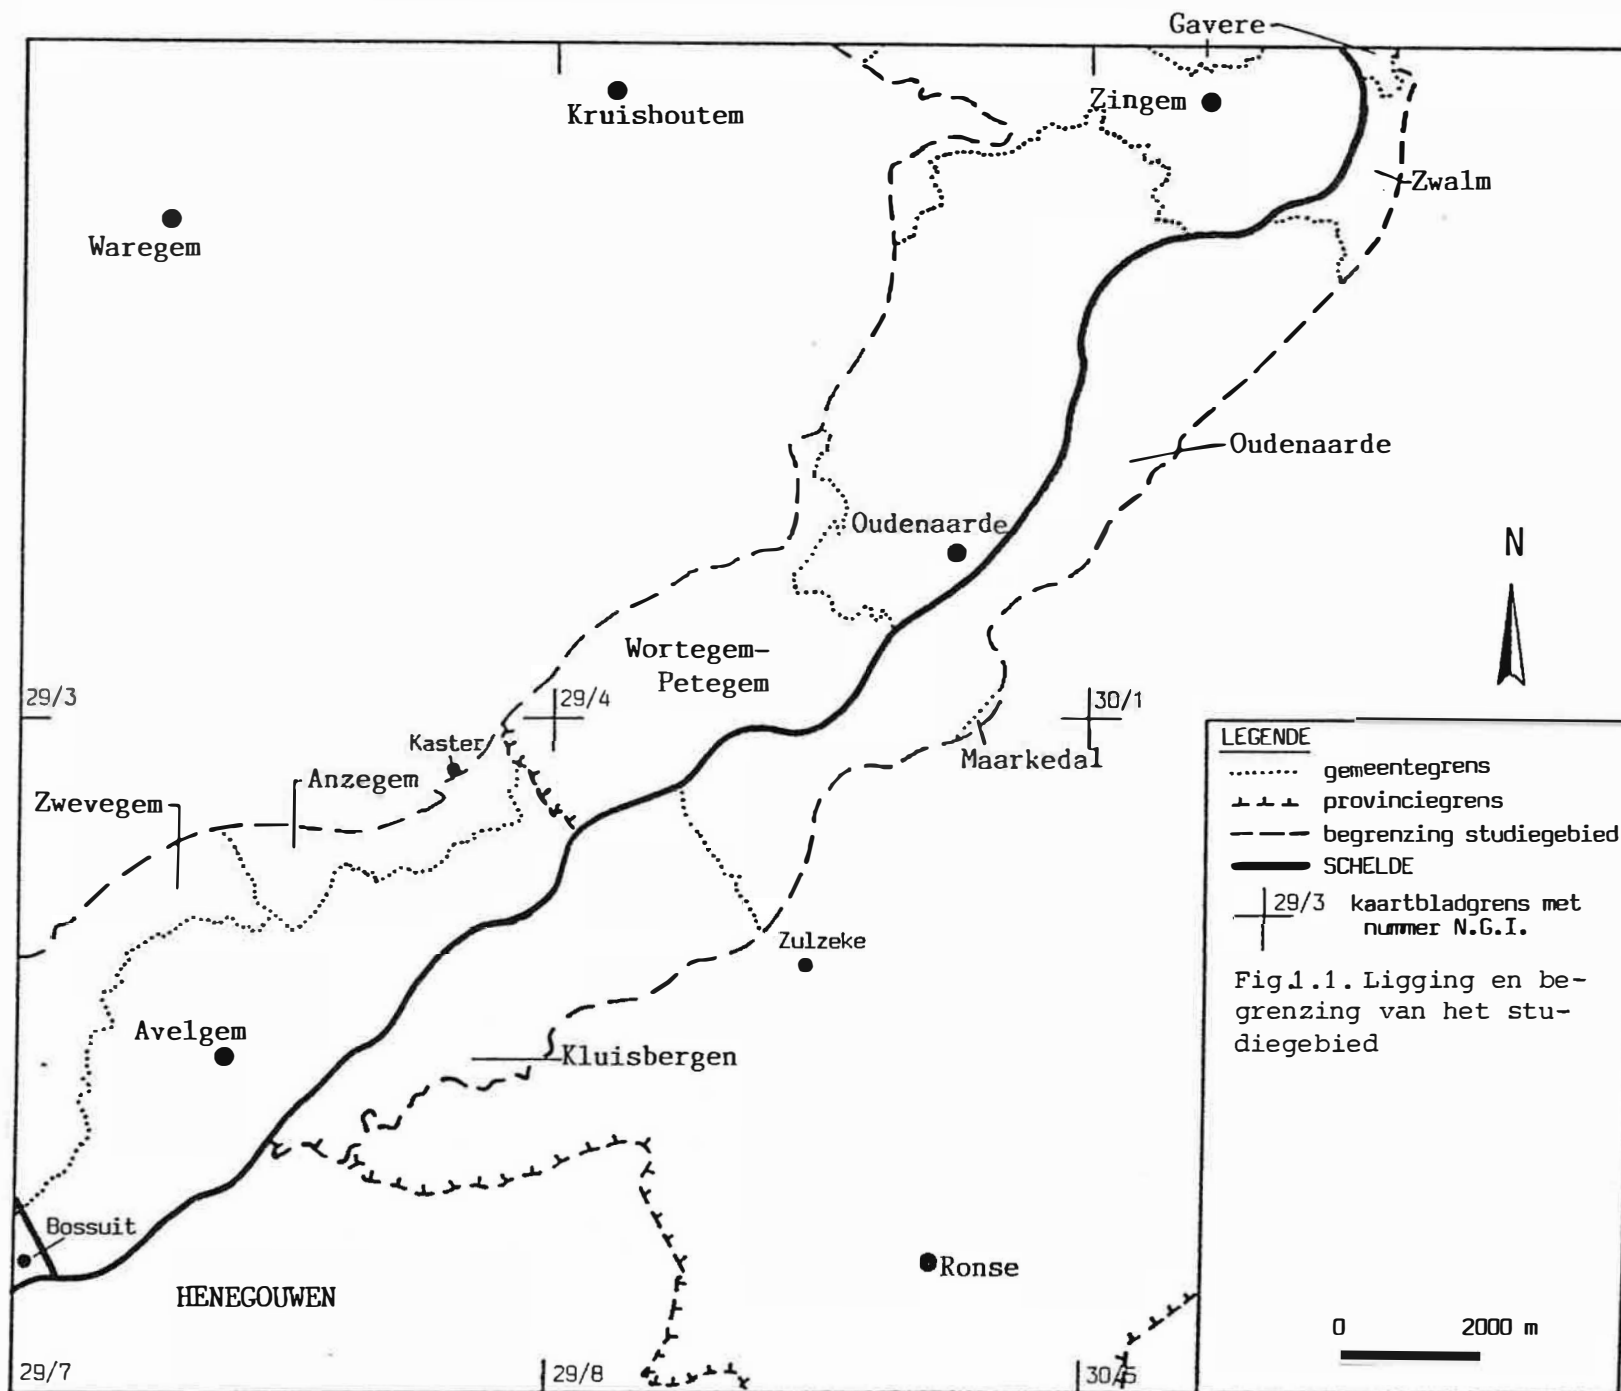 Gavere
Kruishoutem
Zingem
Zwalm
Waregem
Oudenaarde
Oudenaarde
N
Wortegem-
Petegem
29/3
29/4
30/1
Kaster
Anzegem
Zwevegem
Maarkedal
LEGENDE
gemeentegrens
provinciegrens
begrenzing studiegebied
SCHELDE
29/3 kaartbladgrens met
nummer N.G.I.
Fig.1.1. Ligging en be-
grenzing van het stu-
diegebied
Zulzeke
Avelgem
Kluisbergen
Bossuit
HENEGOUWEN
Ronse
0 2000 m
29/7
29/8
30/5